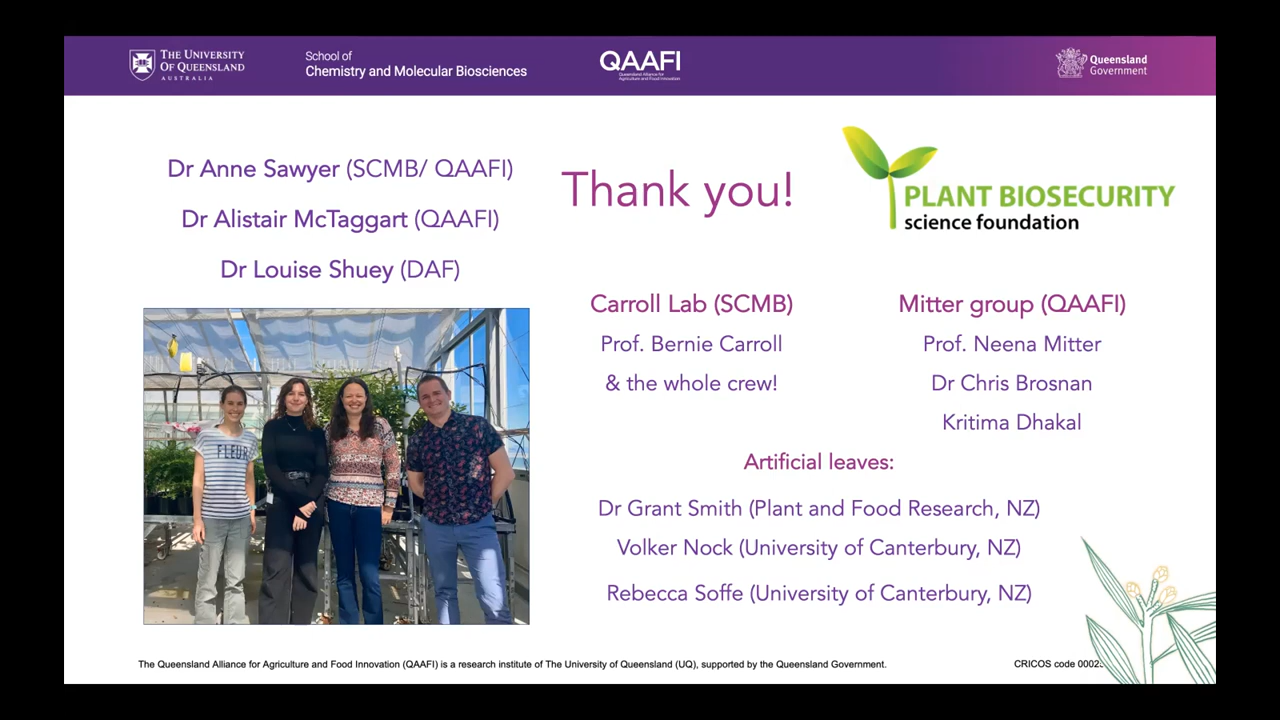 THE UNIVERSITY
OF QUEENSLAND
AUSTRALIA
School of
Chemistry and Molecular Biosciences
QAAFI
Queensland Alliance for
Agriculture and Food Innovation
Queensland
Government
Dr Anne Sawyer (SCMB/ QAAFI)
Dr Alistair McTaggart (QAAFI)
Dr Louise Shuey (DAF)
FLEUR
Thank you!
PLANT BIOSECURITY
science foundation
Carroll Lab (SCMB)
Prof. Bernie Carroll
& the whole crew!
Mitter group (QAAFI)
Prof. Neena Mitter
Dr Chris Brosnan
Kritima Dhakal
Artificial leaves:
Dr Grant Smith (Plant and Food Research, NZ)
Volker Nock (University of Canterbury, NZ)
Rebecca Soffe (University of Canterbury, NZ)
The Queensland Alliance for Agriculture and Food Innovation (QAAFI) is a research institute of The University of Queensland (UQ), supported by the Queensland Government.
CRICOS code